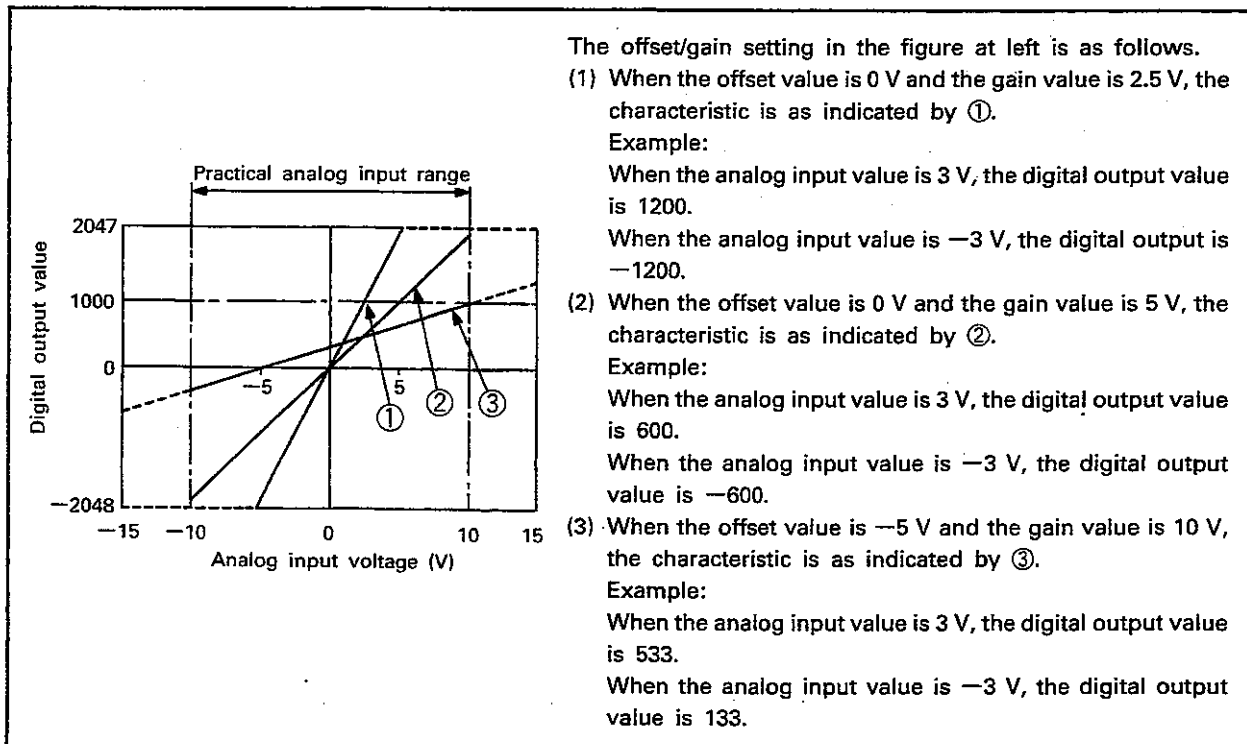 Practical analog input range
Digital output value
2047
1000
0
−2048
−5
5
①
②
③
−15
−10
0
10
15
Analog input voltage (V)
The offset/gain setting in the figure at left is as follows.
(1) When the offset value is 0 V and the gain value is 2.5 V, the
characteristic is as indicated by ①.
Example:
When the analog input value is 3 V, the digital output value
is 1200.
When the analog input value is −3 V, the digital output is
−1200.
(2) When the offset value is 0 V and the gain value is 5 V, the
characteristic is as indicated by ②.
Example:
When the analog input value is 3 V, the digital output value
is 600.
When the analog input value is −3 V, the digital output
value is −600.
(3) When the offset value is −5 V and the gain value is 10 V,
the characteristic is as indicated by ③.
Example:
When the analog input value is 3 V, the digital output value
is 533.
When the analog input value is −3 V, the digital output
value is 133.